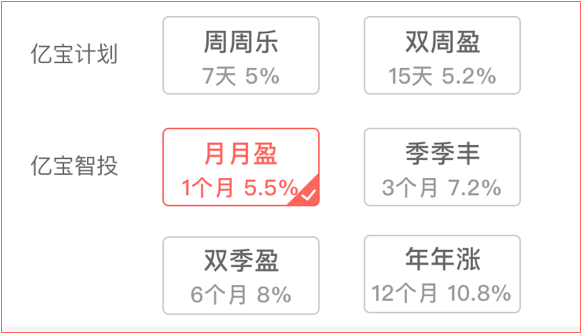 亿宝计划
周周乐
7天 5%
双周盈
15天 5.2%
亿宝智投
月月盈
1个月 5.5%
季季丰
3个月 7.2%
双季盈
6个月 8%
年年涨
12个月 10.8%